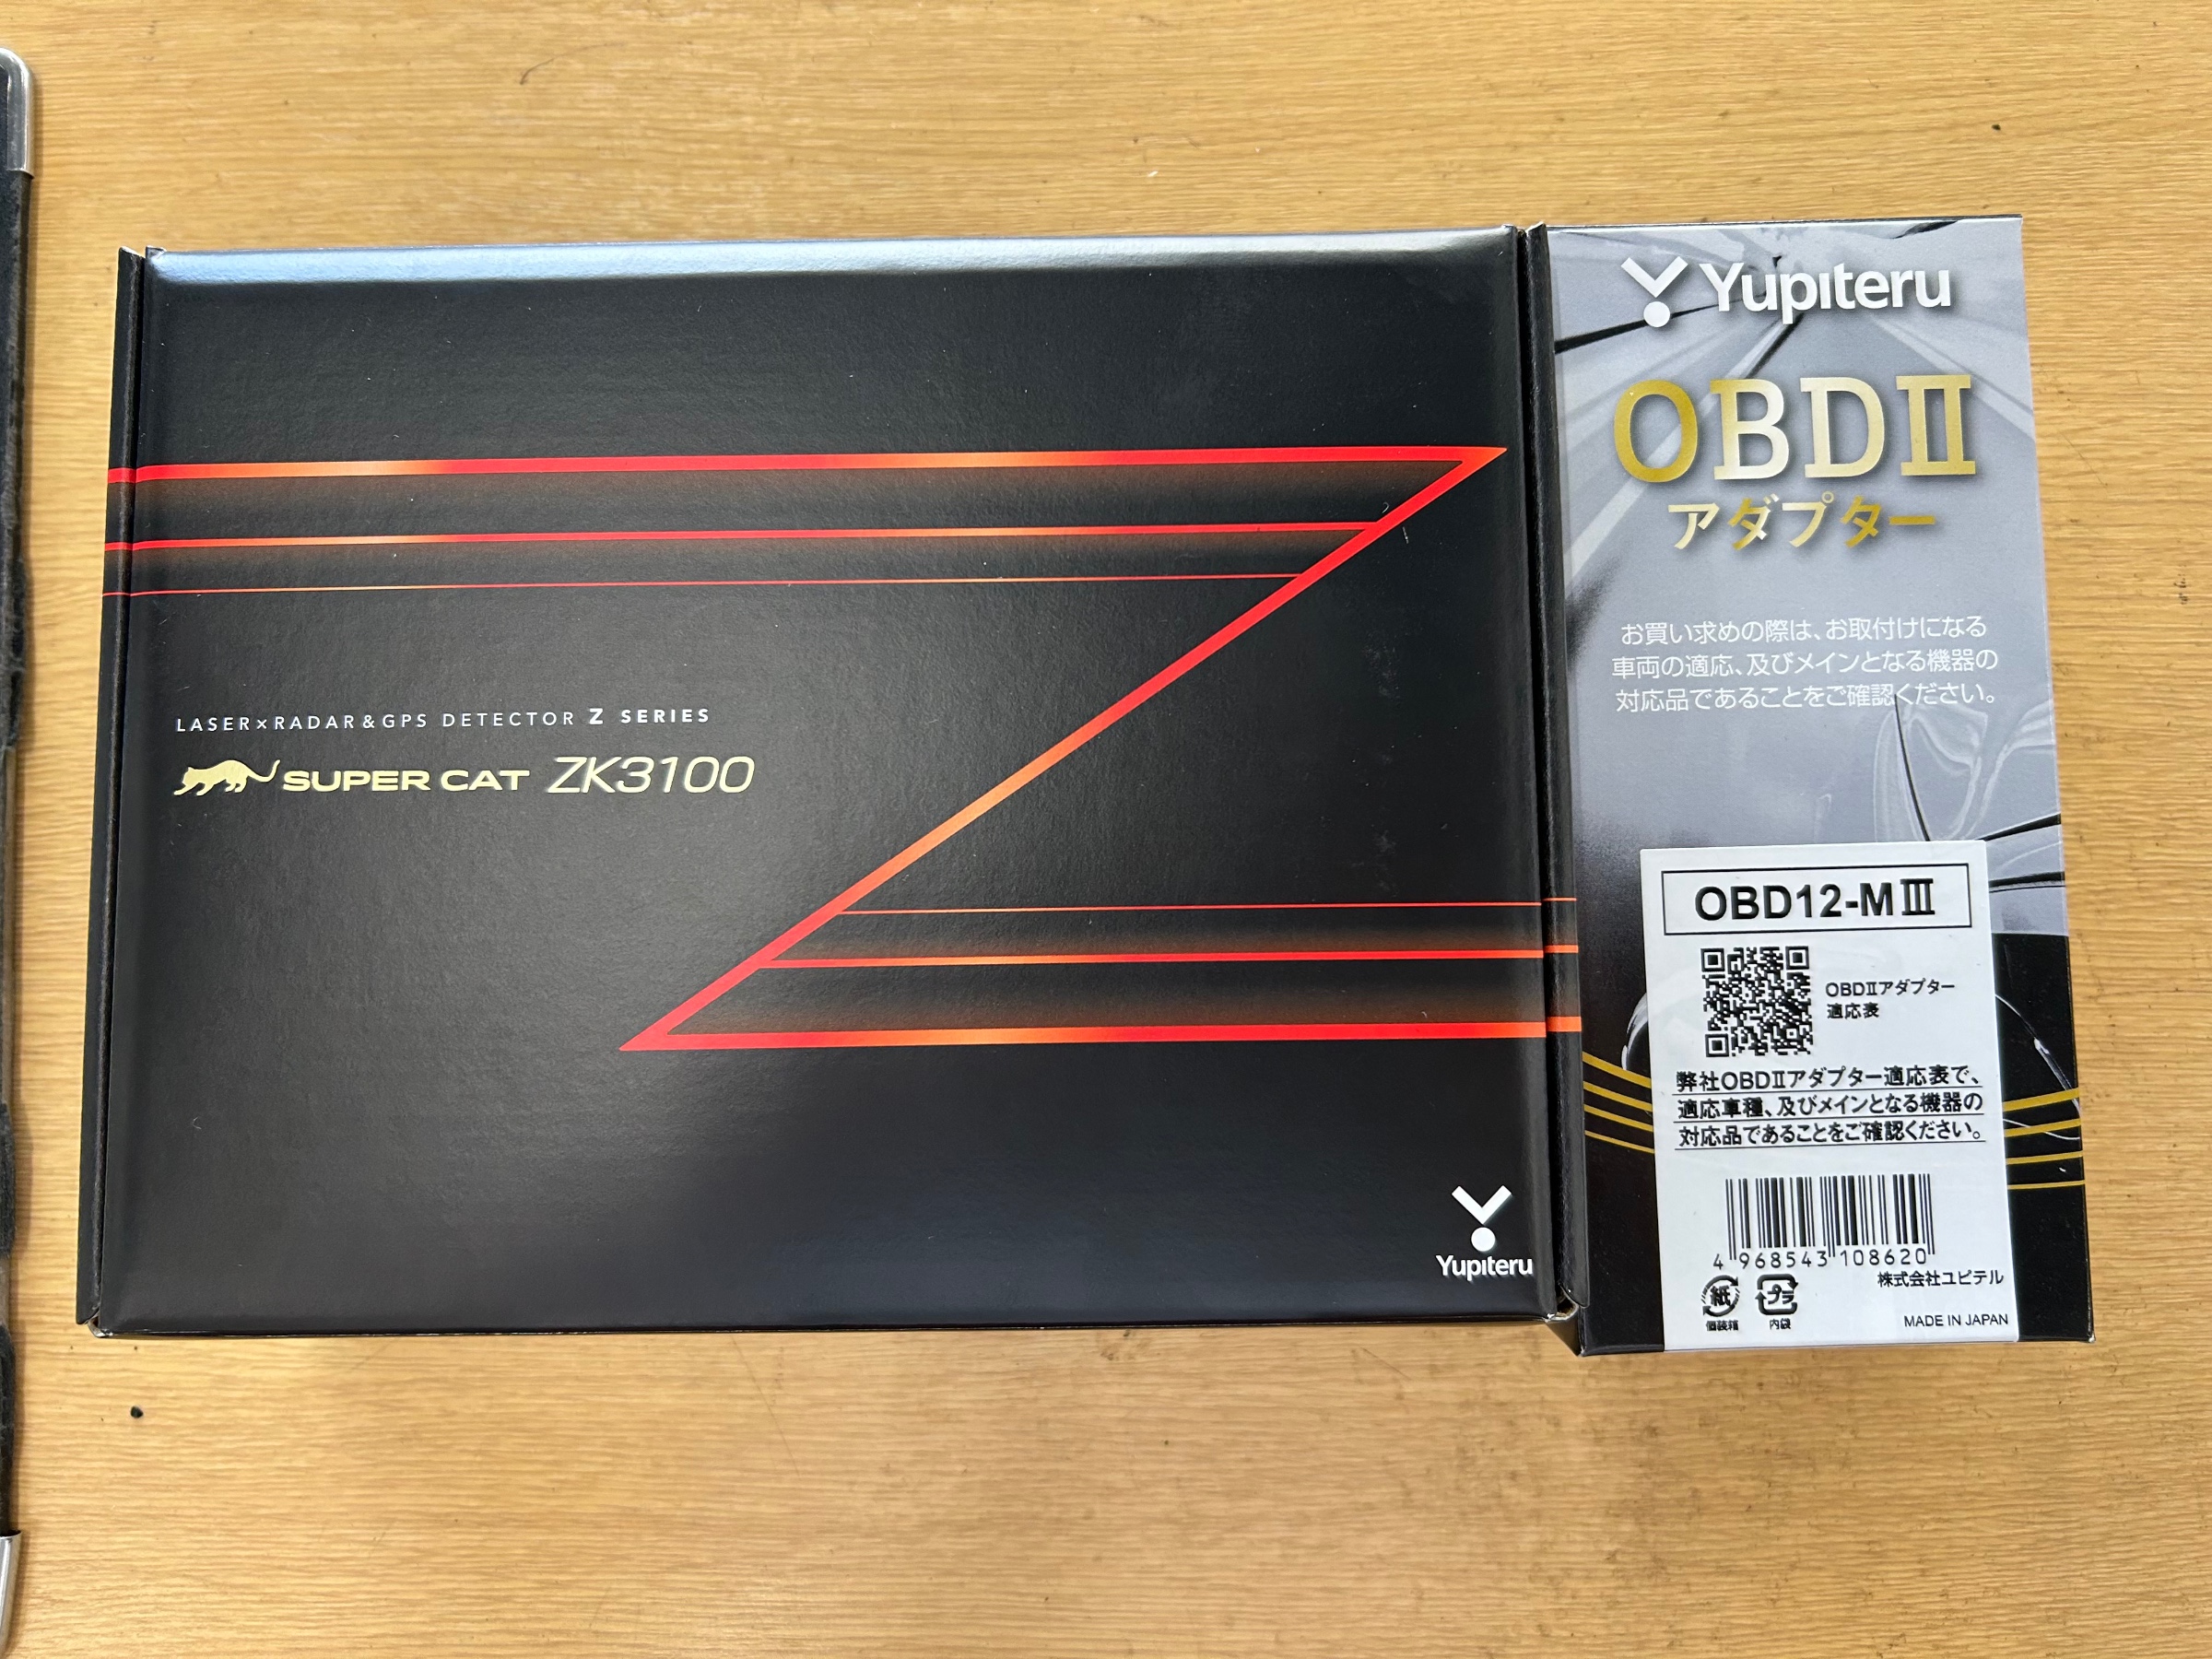 LASER×RADAR&GPS DETECTOR Z SERIES
SUPER CAT ZK3100
Yupiteru
Yupiteru
OBDⅡ
アダプター
お買い求めの際は、お取付けになる
車両の適応、及びメインとなる機器の
対応品であることをご確認ください。
OBD12-MⅢ
OBDⅡアダプター
適応表
弊社OBDⅡアダプター適応表で、
適応車種、及びメインとなる機器の
対応品であることをご確認ください。
4 968543 108620
株式会社ユピテル
紙
プラ
個装箱
内袋
MADE IN JAPAN